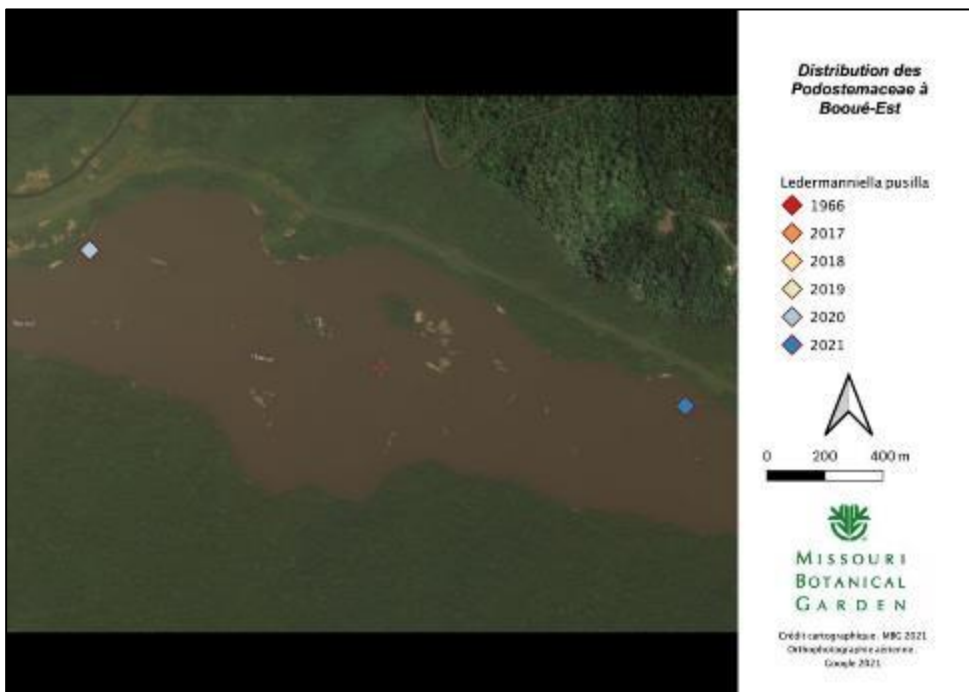 Distribution des
Podostemaceae à
Booué-Est
Ledermanniella pusilla
1966
2017
2018
2019
2020
2021
0 200 400 m
MISSOURI
BOTANICAL
GARDEN
Crédit cartographique. MBG 2021
Orthophotographie aérienne.
Google 2021